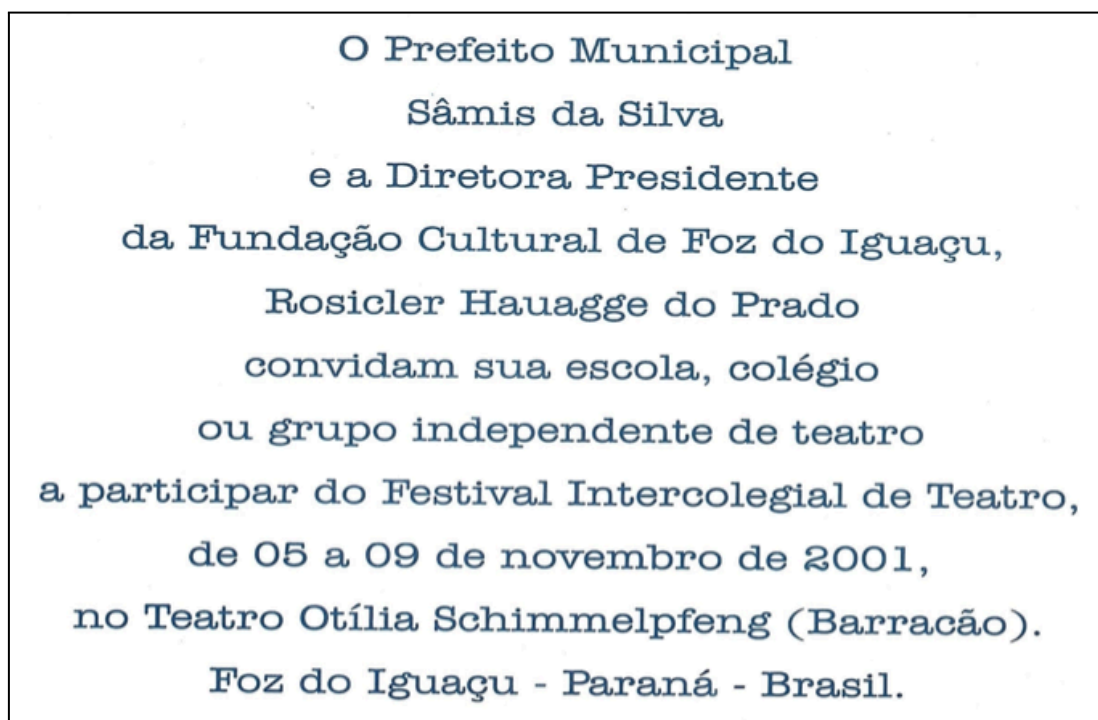 O Prefeito Municipal
Sâmis da Silva
e a Diretora Presidente
da Fundação Cultural de Foz do Iguaçu,
Rosicler Hauagge do Prado
convidam sua escola, colégio
ou grupo independente de teatro
a participar do Festival Intercolegial de Teatro,
de 05 a 09 de novembro de 2001,
no Teatro Otília Schimmelpfeng (Barracão).
Foz do Iguaçu - Paraná - Brasil.